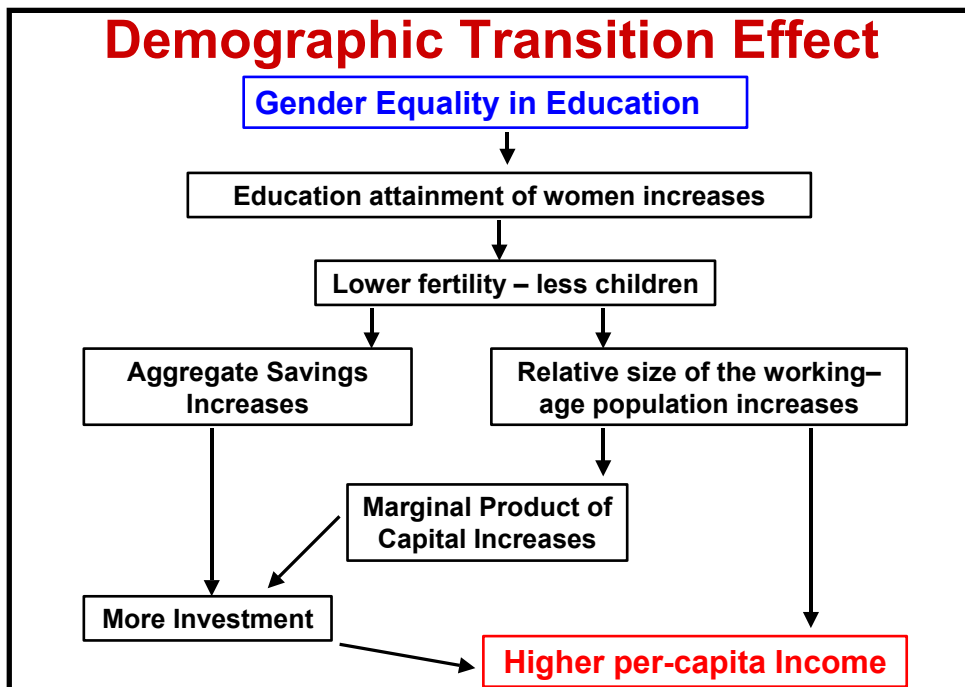 Demographic Transition Effect
Gender Equality in Education
Education attainment of women increases
Lower fertility – less children
Aggregate Savings
Increases
Relative size of the working–
age population increases
Marginal Product of
Capital Increases
More Investment
Higher per-capita Income